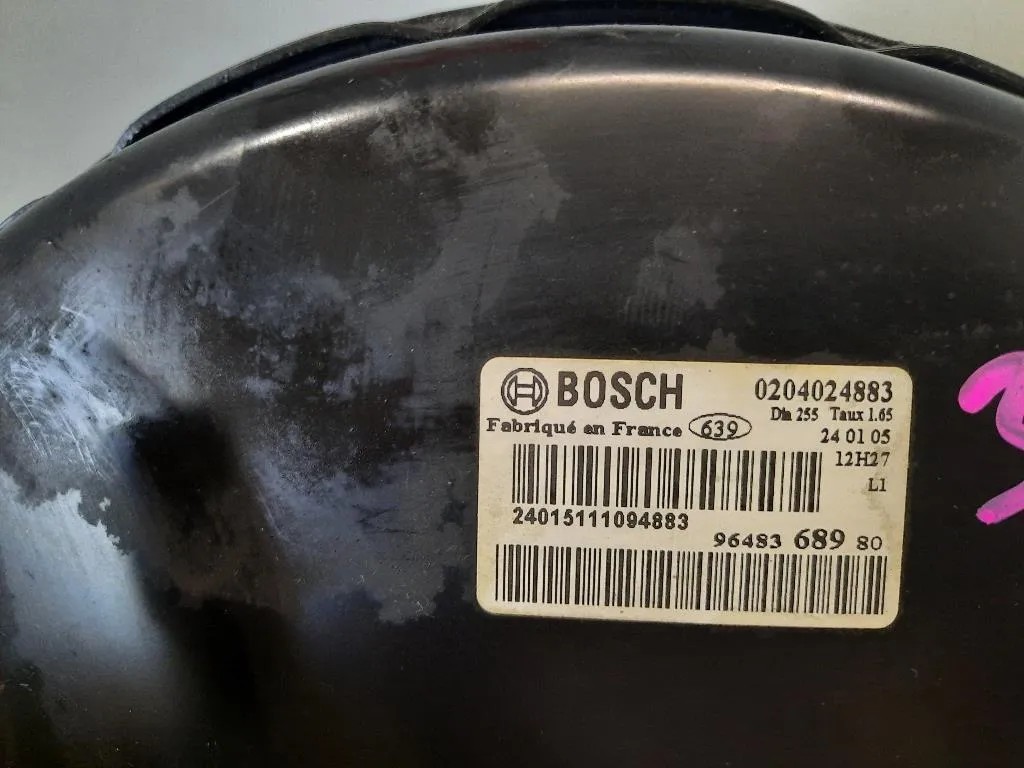 BOSCH 0204024883
Dia 255 Taux 1.65
Fabriqué en France 639
24 01 05
12H27
L1
24015111094883
96483 689 80